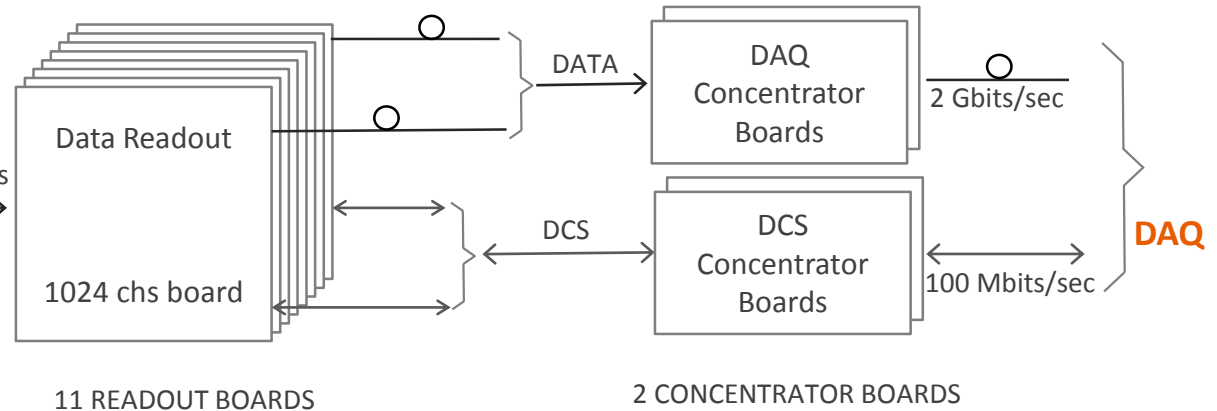 Data Readout
1024 chs board
s
11 READOUT BOARDS
DATA
DCS
DAQ
Concentrator
Boards
DCS
Concentrator
Boards
2 CONCENTRATOR BOARDS
2 Gbits/sec
100 Mbits/sec
DAQ